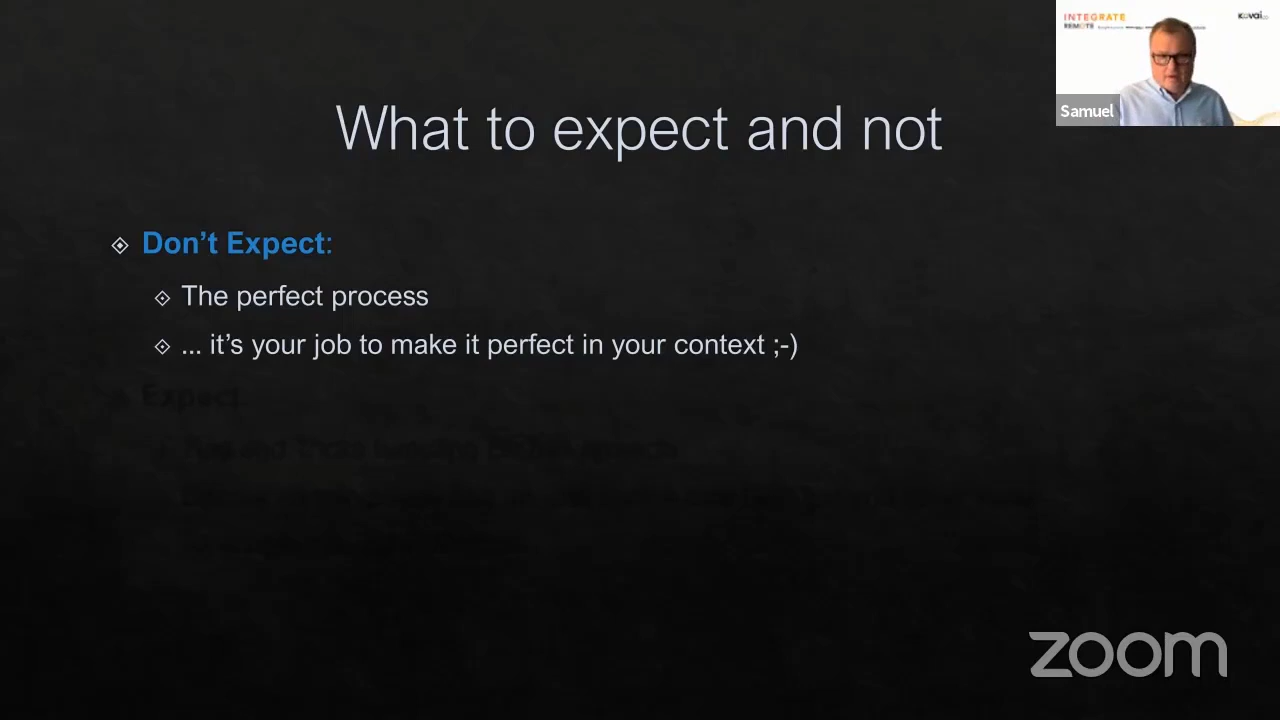 INTEGRATE
REMOTE
Samuel
What to expect and not
Don’t Expect:
The perfect process
... it’s your job to make it perfect in your context ;-)
Expect
zoom